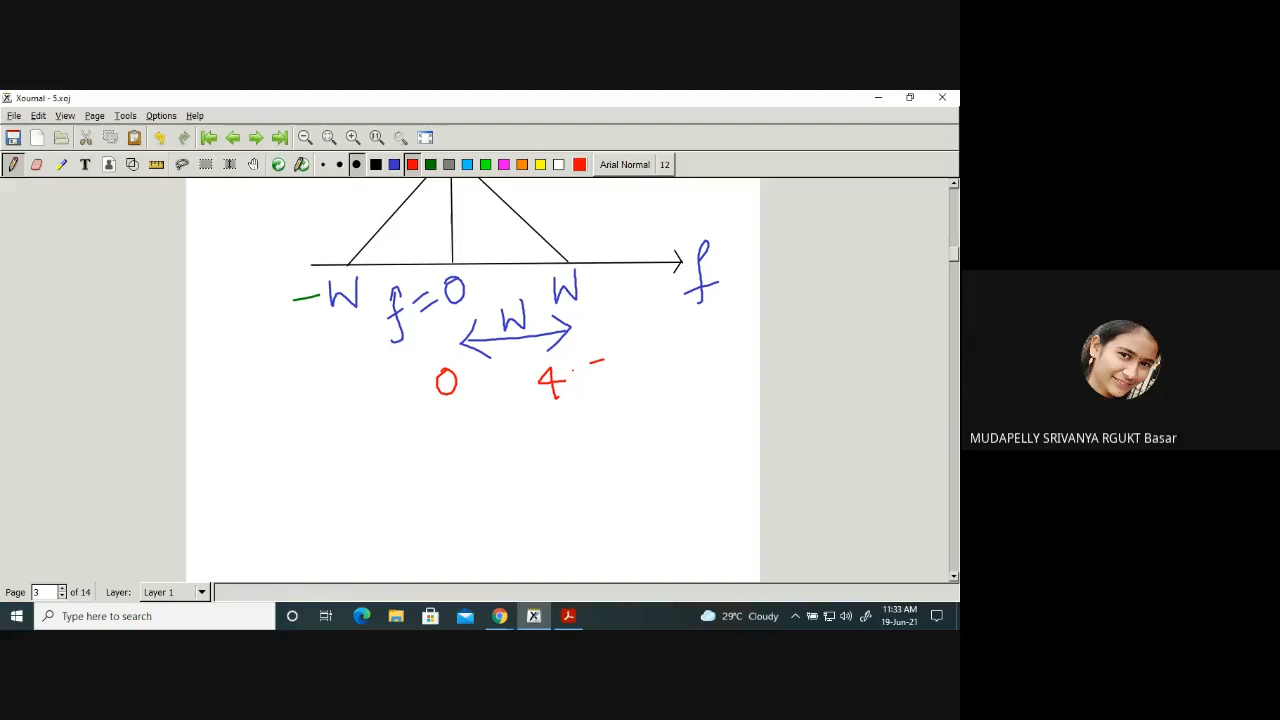 Xournal - 5.xoj
File Edit View Page Tools Options Help
T Arial Normal 12
-W f=0 W f
W
0 4
MUDAPELLY SRIVANYA RGUKT Basar
Page 3 of 14 Layer: Layer 1
Type here to search 29°C Cloudy 11:33 AM
19-Jun-21